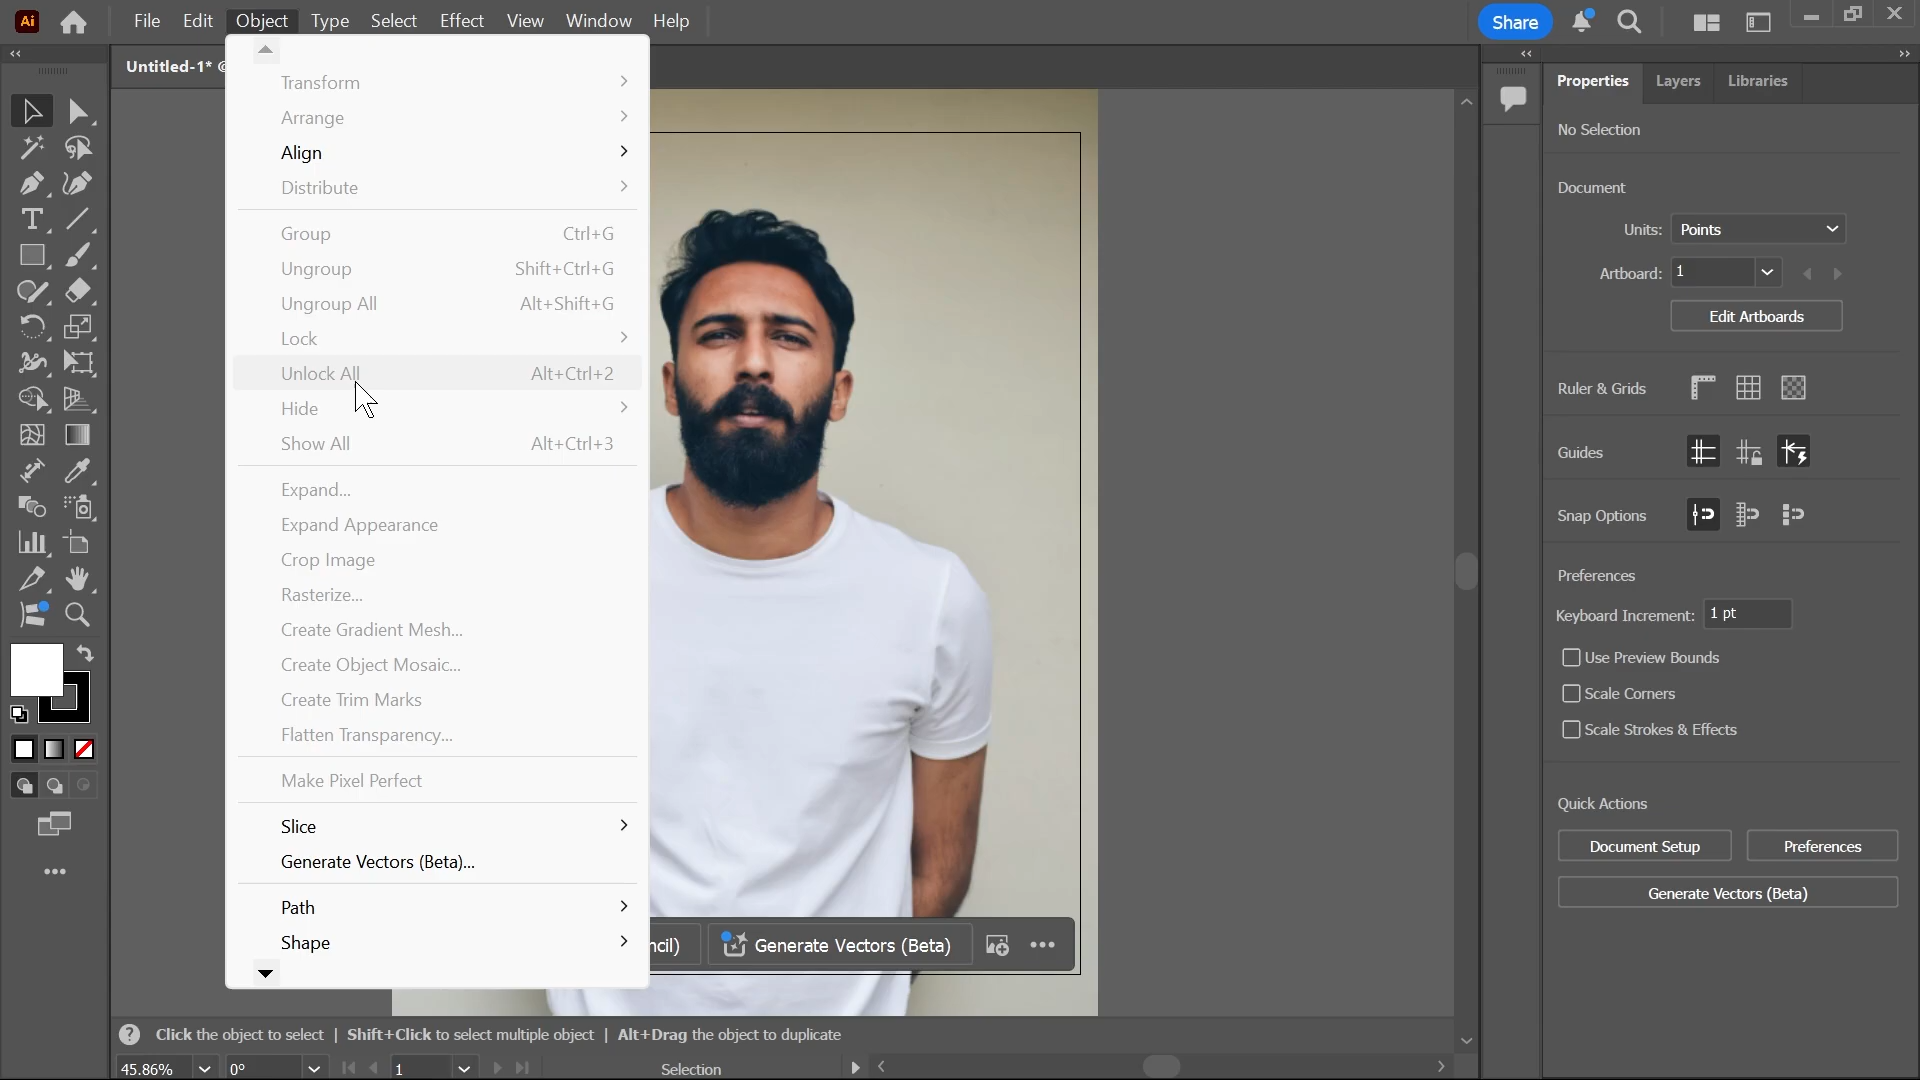 Ai File Edit Object Type Select Effect View Window Help Share
Untitled-1* @
Transform
Arrange
Align
Distribute
Group Ctrl+G
Ungroup Shift+Ctrl+G
Ungroup All Alt+Shift+G
Lock
Unlock All Alt+Ctrl+2
Hide
Show All Alt+Ctrl+3
Expand...
Expand Appearance
Crop Image
Rasterize...
Create Gradient Mesh...
Create Object Mosaic...
Create Trim Marks
Flatten Transparency...
Make Pixel Perfect
Slice
Generate Vectors (Beta)...
Path
Shape
ncil) Generate Vectors (Beta)
Properties Layers Libraries
No Selection
Document
Units: Points
Artboard: 1
Edit Artboards
Ruler & Grids
Guides
Snap Options
Preferences
Keyboard Increment: 1 pt
Use Preview Bounds
Scale Corners
Scale Strokes & Effects
Quick Actions
Document Setup Preferences
Generate Vectors (Beta)
? Click the object to select | Shift+Click to select multiple object | Alt+Drag the object to duplicate
45.86% 0° 1 Selection